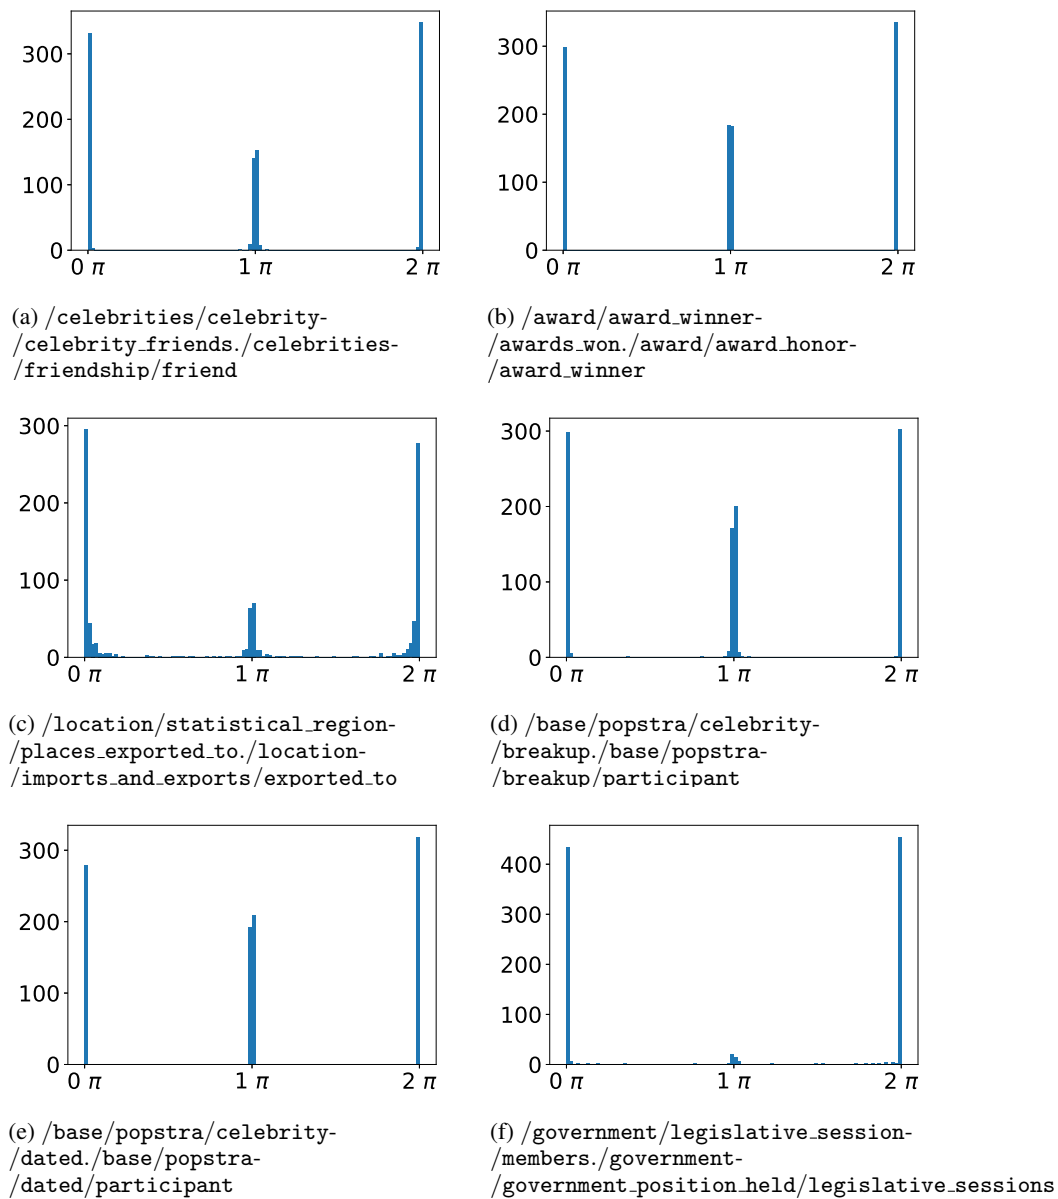 300
200
100
0
0 π 1 π 2 π
(a) /celebrities/celebrity-
/celebrity_friends./celebrities-
/friendship/friend
300
200
100
0
0 π 1 π 2 π
(b) /award/award_winner-
/awards_won./award/award_honor-
/award_winner
300
200
100
0
0 π 1 π 2 π
(c) /location/statistical_region-
/places_exported_to./location-
/imports_and_exports/exported_to
300
200
100
0
0 π 1 π 2 π
(d) /base/popstra/celebrity-
/breakup./base/popstra-
/breakup/participant
300
200
100
0
0 π 1 π 2 π
(e) /base/popstra/celebrity-
/dated./base/popstra-
/dated/participant
400
300
200
100
0
0 π 1 π 2 π
(f) /government/legislative_session-
/members./government-
/government_position_held/legislative_sessions